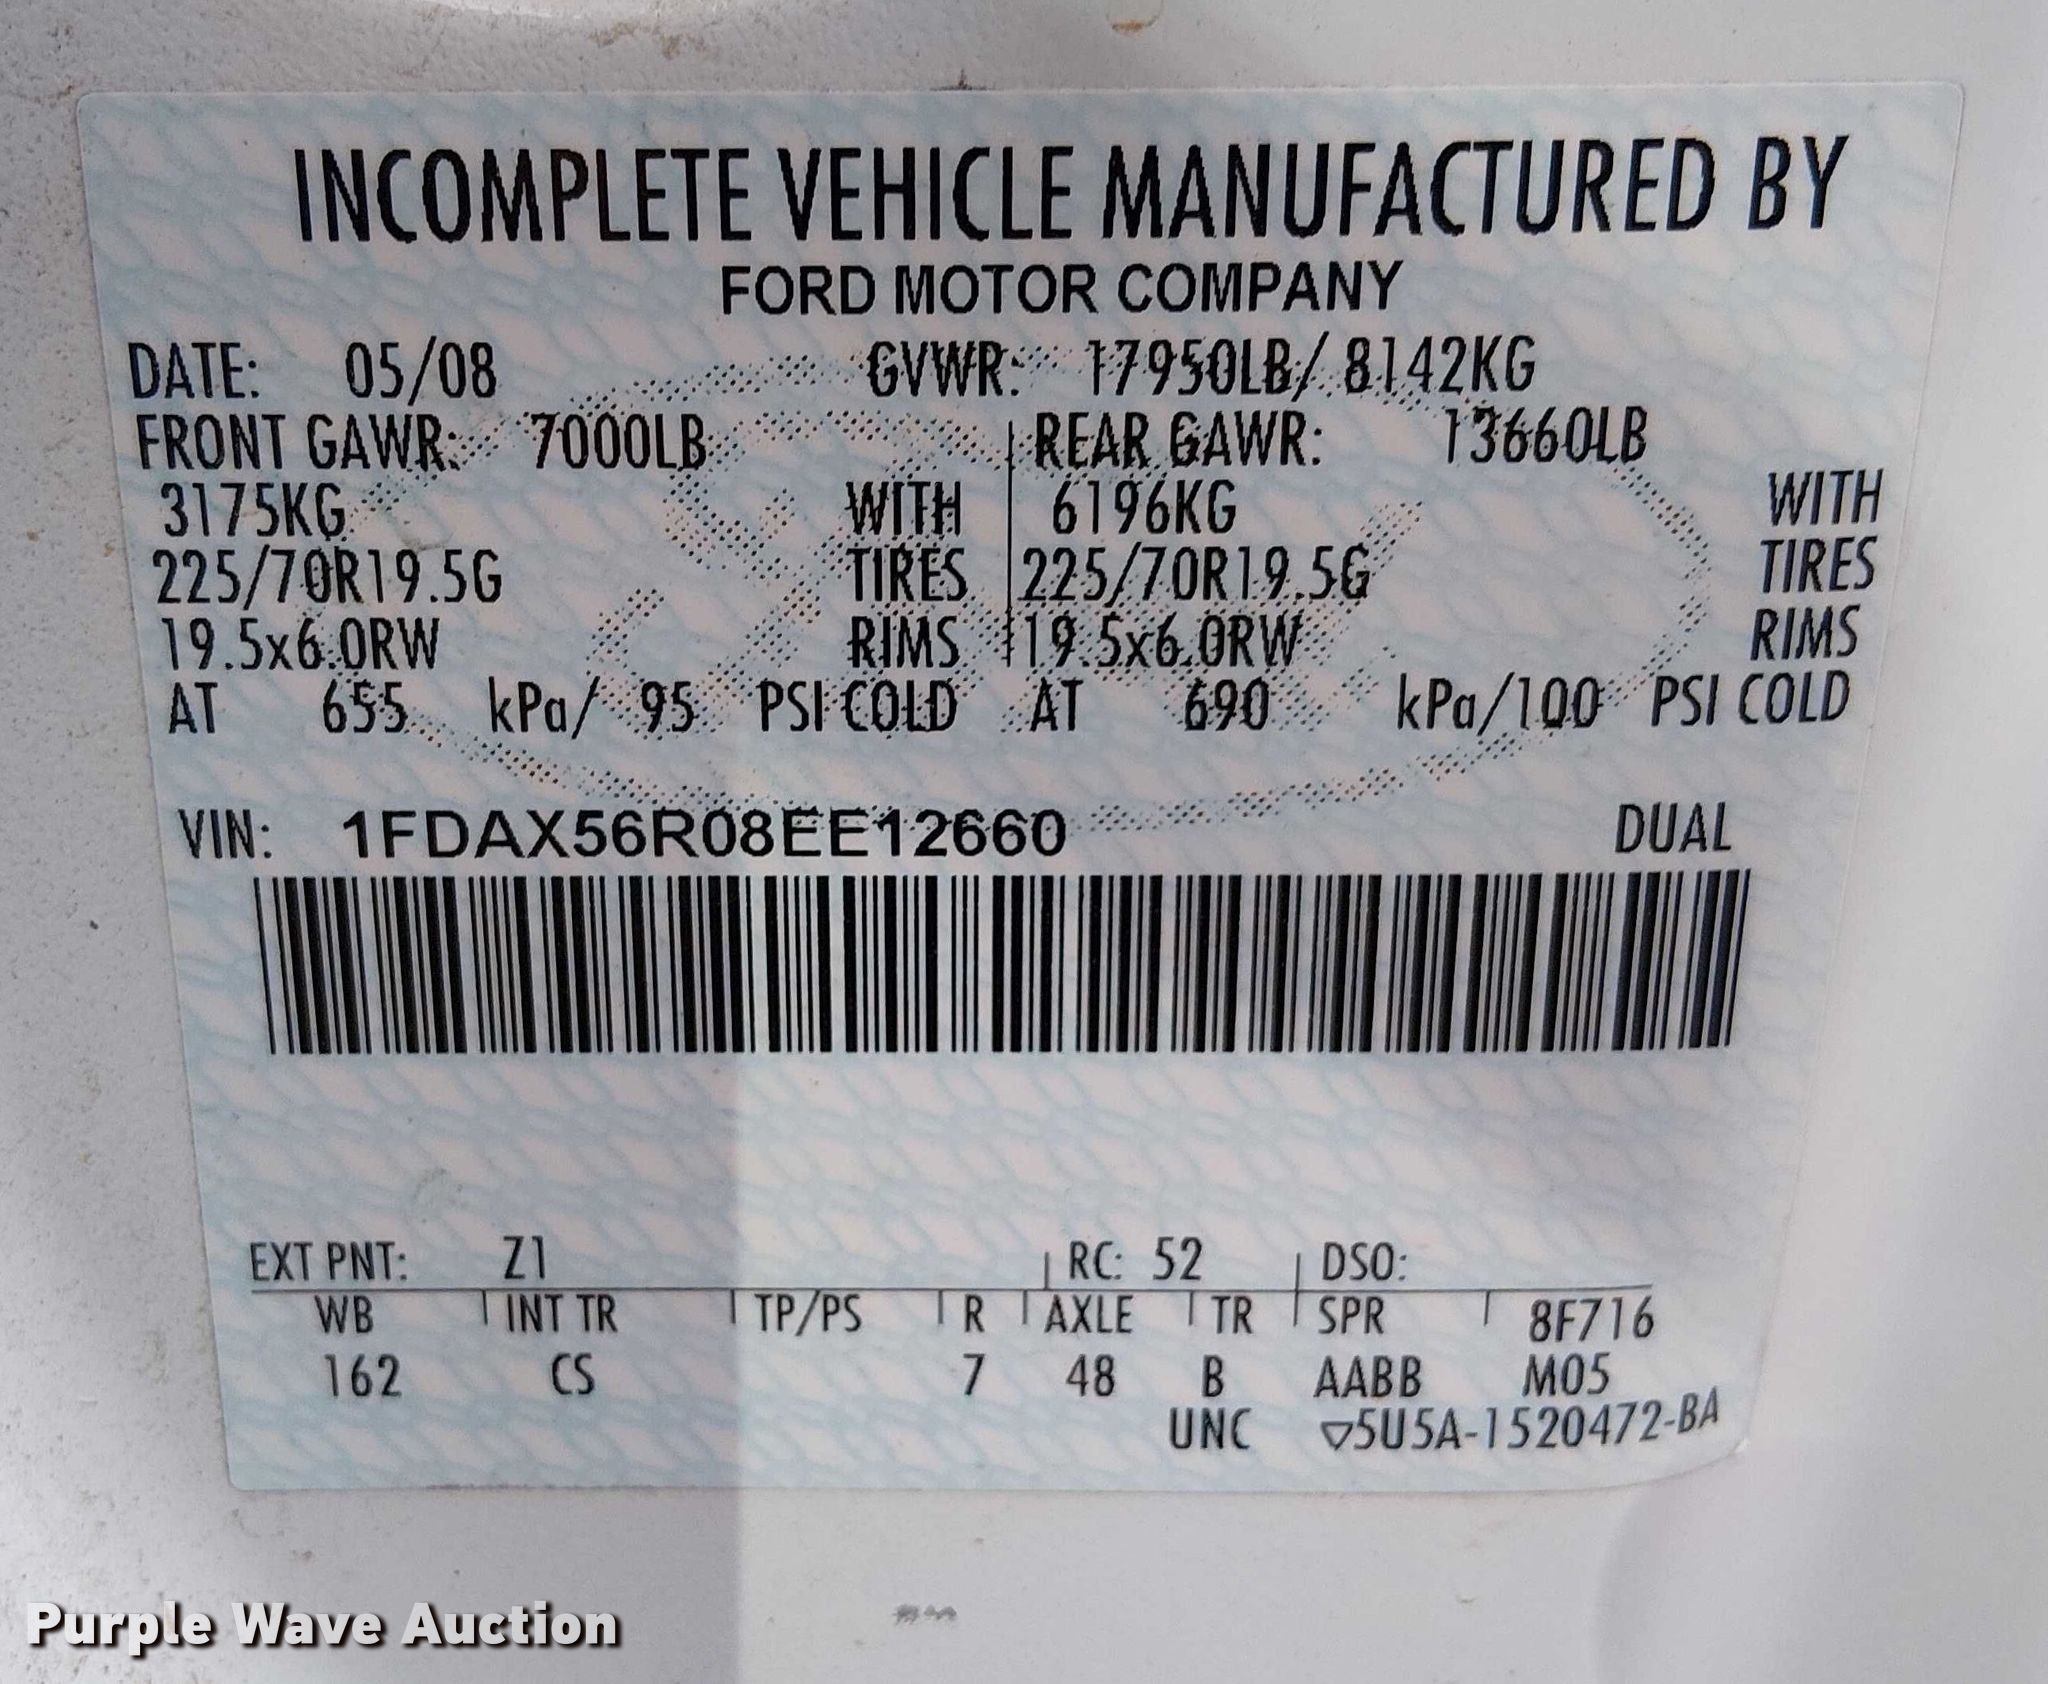 INCOMPLETE VEHICLE MANUFACTURED BY
FORD MOTOR COMPANY
DATE: 05/08 GVWR: 17950LB/ 8142KG
FRONT GAWR: 7000LB REAR GAWR: 13660LB
3175KG WITH 6196KG WITH
225/70R19.5G TIRES 225/70R19.5G TIRES
19.5x6.0RW RIMS 19.5x6.0RW RIMS
AT 655 kPa/ 95 PSI COLD AT 690 kPa/100 PSI COLD
VIN: 1FDAX56R08EE12660 DUAL
EXT PNT: Z1 RC: 52 DSO:
WB INT TR TP/PS R AXLE TR SPR 8F716
162 CS 7 48 B AABB M05
UNC ▽5U5A-1520472-BA
Purple Wave Auction